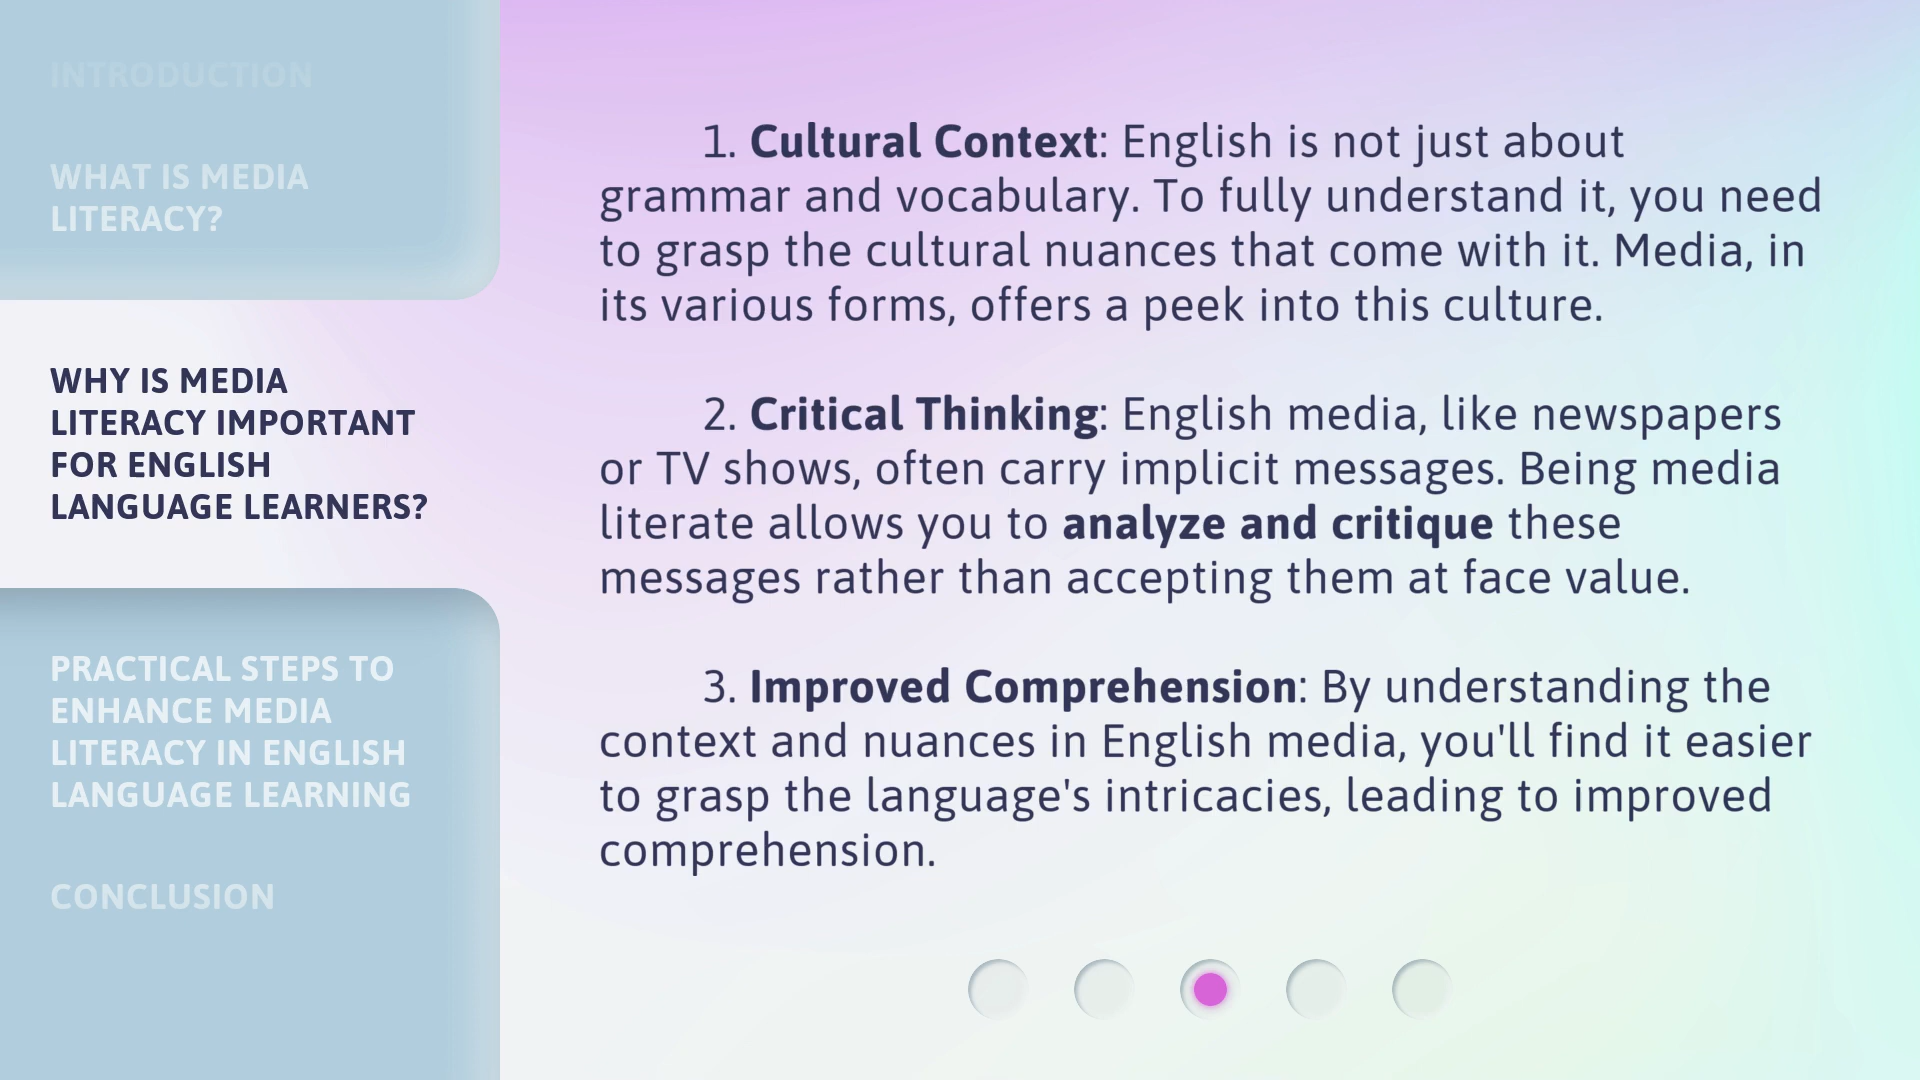 INTRODUCTION
WHAT IS MEDIA
LITERACY?
WHY IS MEDIA
LITERACY IMPORTANT
FOR ENGLISH
LANGUAGE LEARNERS?
PRACTICAL STEPS TO
ENHANCE MEDIA
LITERACY IN ENGLISH
LANGUAGE LEARNING
CONCLUSION
1. Cultural Context: English is not just about
grammar and vocabulary. To fully understand it, you need
to grasp the cultural nuances that come with it. Media, in
its various forms, offers a peek into this culture.
2. Critical Thinking: English media, like newspapers
or TV shows, often carry implicit messages. Being media
literate allows you to analyze and critique these
messages rather than accepting them at face value.
3. Improved Comprehension: By understanding the
context and nuances in English media, you'll find it easier
to grasp the language's intricacies, leading to improved
comprehension.